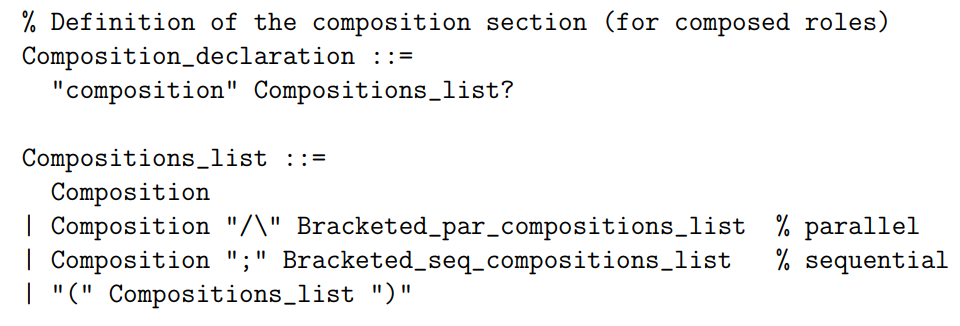 % Definition of the composition section (for composed roles)
Composition_declaration ::=
"composition" Compositions_list?
Compositions_list ::=
Composition
| Composition "/\" Bracketed_par_compositions_list % parallel
| Composition ";" Bracketed_seq_compositions_list % sequential
| "(" Compositions_list ")"